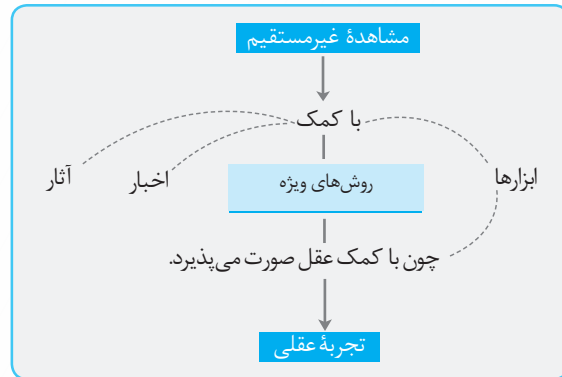 مشاهدهٔ غیرمستقیم
با کمک
ابزارها
اخبار
آثار
روش‌های ویژه
چون با کمک عقل صورت می‌پذیرد.
تجربهٔ عقلی